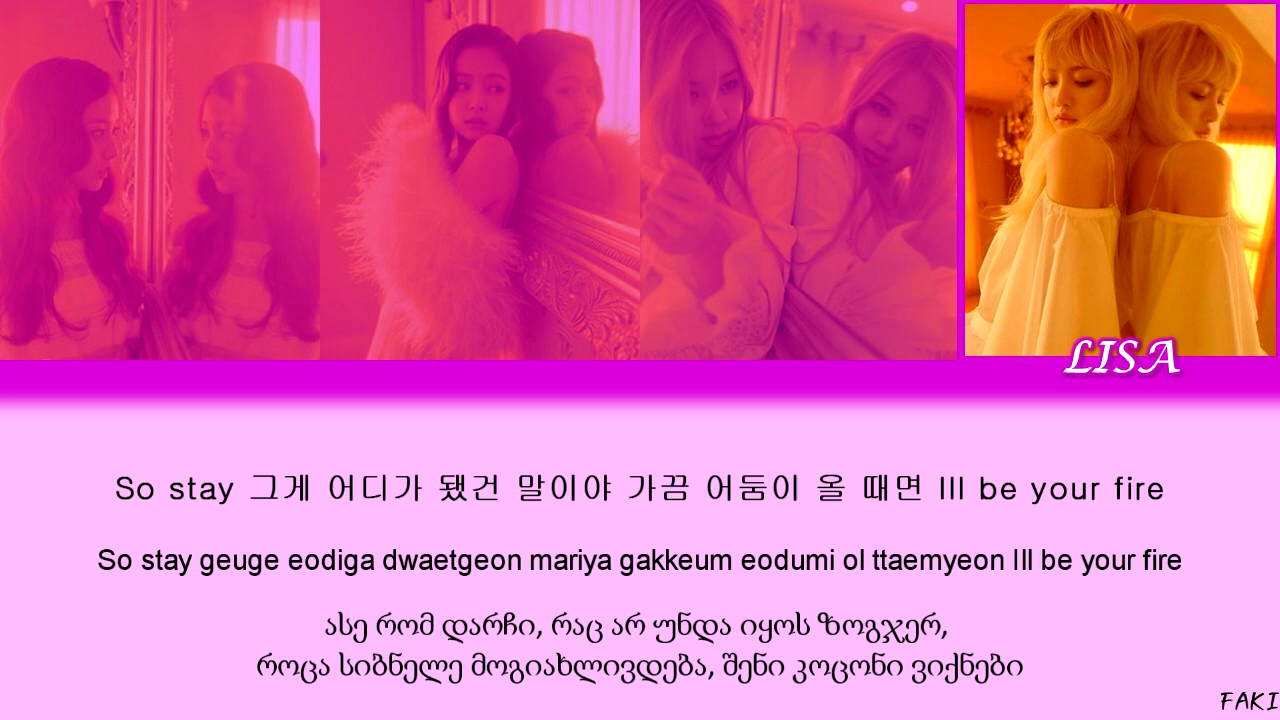 LISA
So stay 그게 어디가 됐건 말이야 가끔 어둠이 올 때면 Ill be your fire
So stay geuge eodiga dwaetgeon mariya gakkeum eodumi ol ttaemyeon Ill be your fire
ასე რომ დარჩი, რაც არ უნდა იყოს ზოგჯერ,
როცა სიბნელე მოგიახლივდება, შენი კოცონი ვიქნები
FAKI